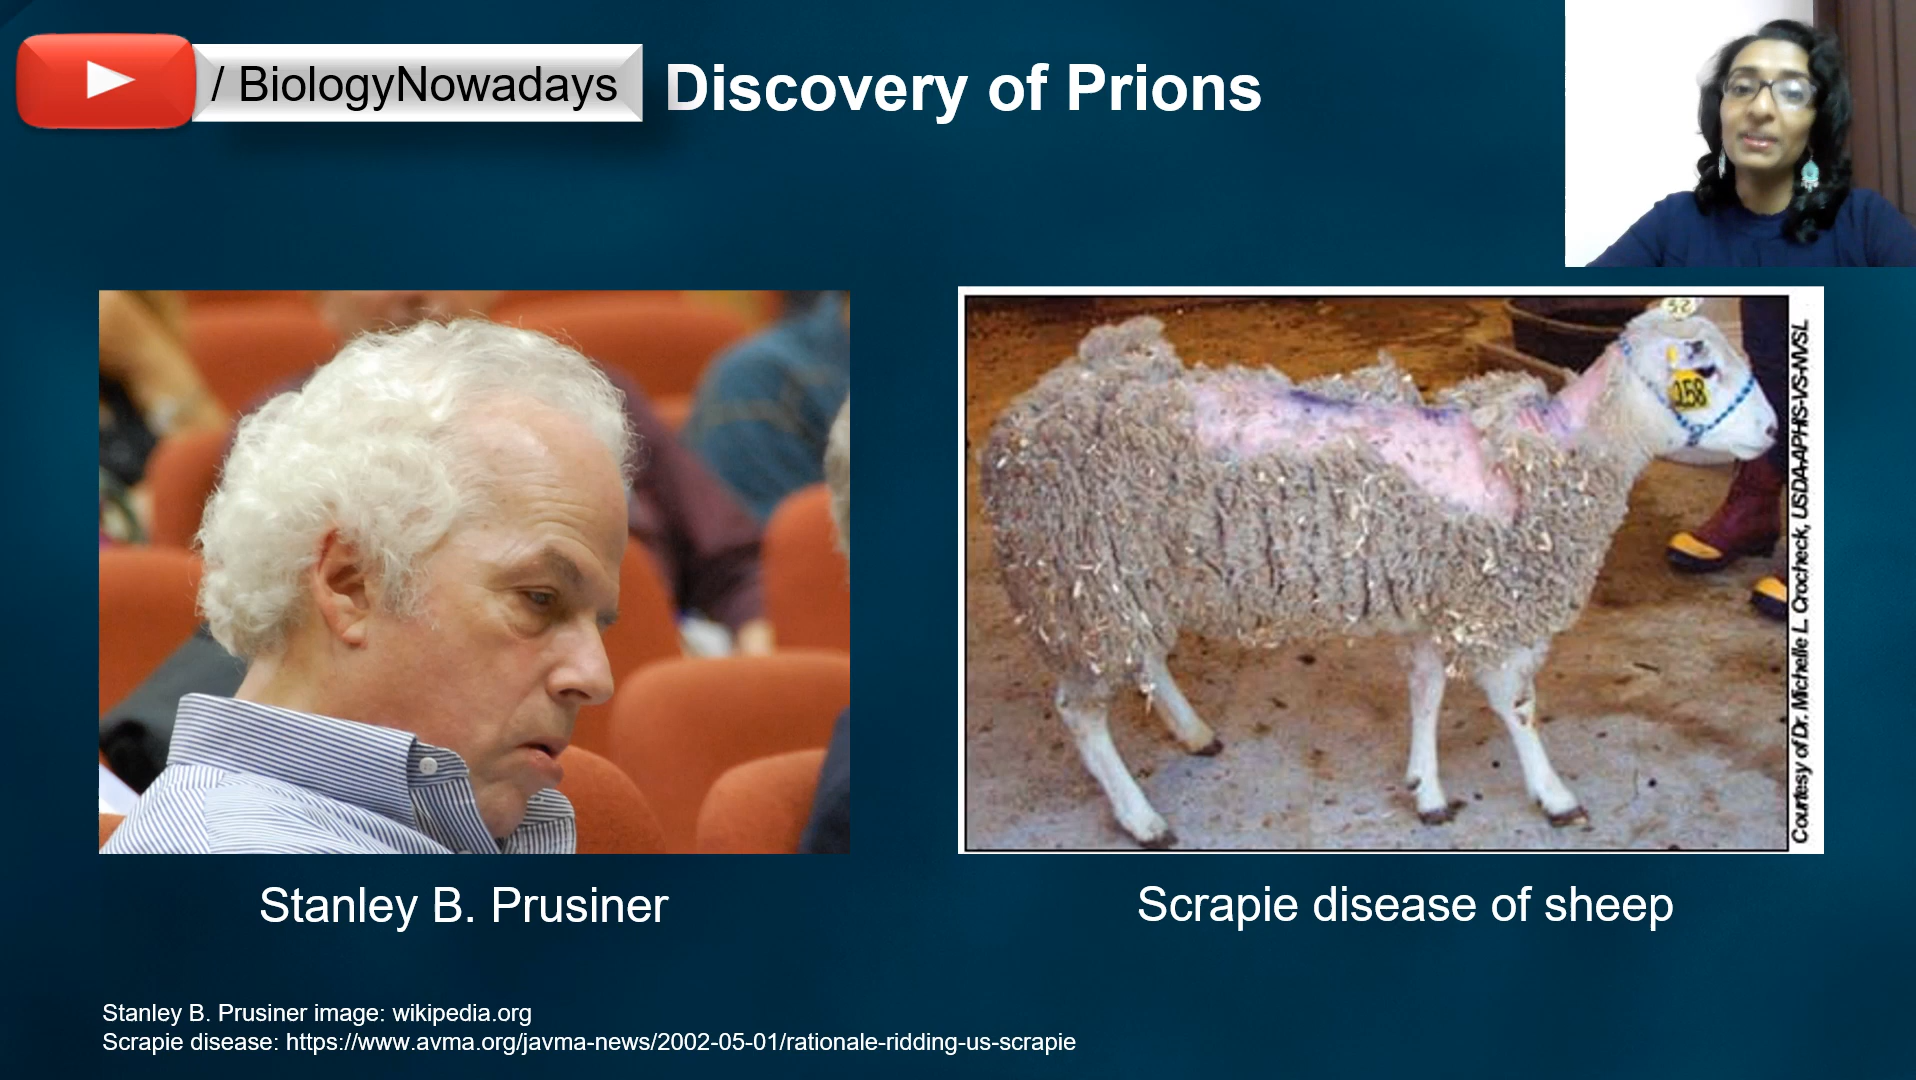 / BiologyNowadays
Discovery of Prions
158
Courtesy of Dr. Michelle L. Crocheck, USDA-APHS-VS-NVSL
Stanley B. Prusiner
Scrapie disease of sheep
Stanley B. Prusiner image: wikipedia.org
Scrapie disease: https://www.avma.org/javma-news/2002-05-01/rationale-ridding-us-scrapie